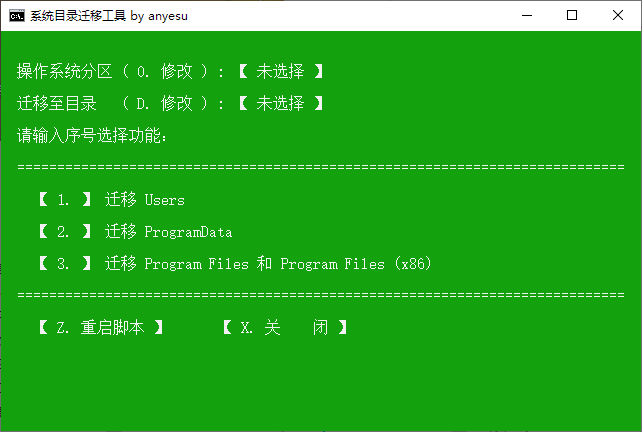 系统目录迁移工具 by anyesu
操作系统分区 ( 0. 修改 ) : 【 未选择 】
迁移至目录 ( D. 修改 ) : 【 未选择 】
请输入序号选择功能:
============================================================================
【 1. 】 迁移 Users
【 2. 】 迁移 ProgramData
【 3. 】 迁移 Program Files 和 Program Files (x86)
============================================================================
【 Z. 重启脚本 】 【 X. 关 闭 】